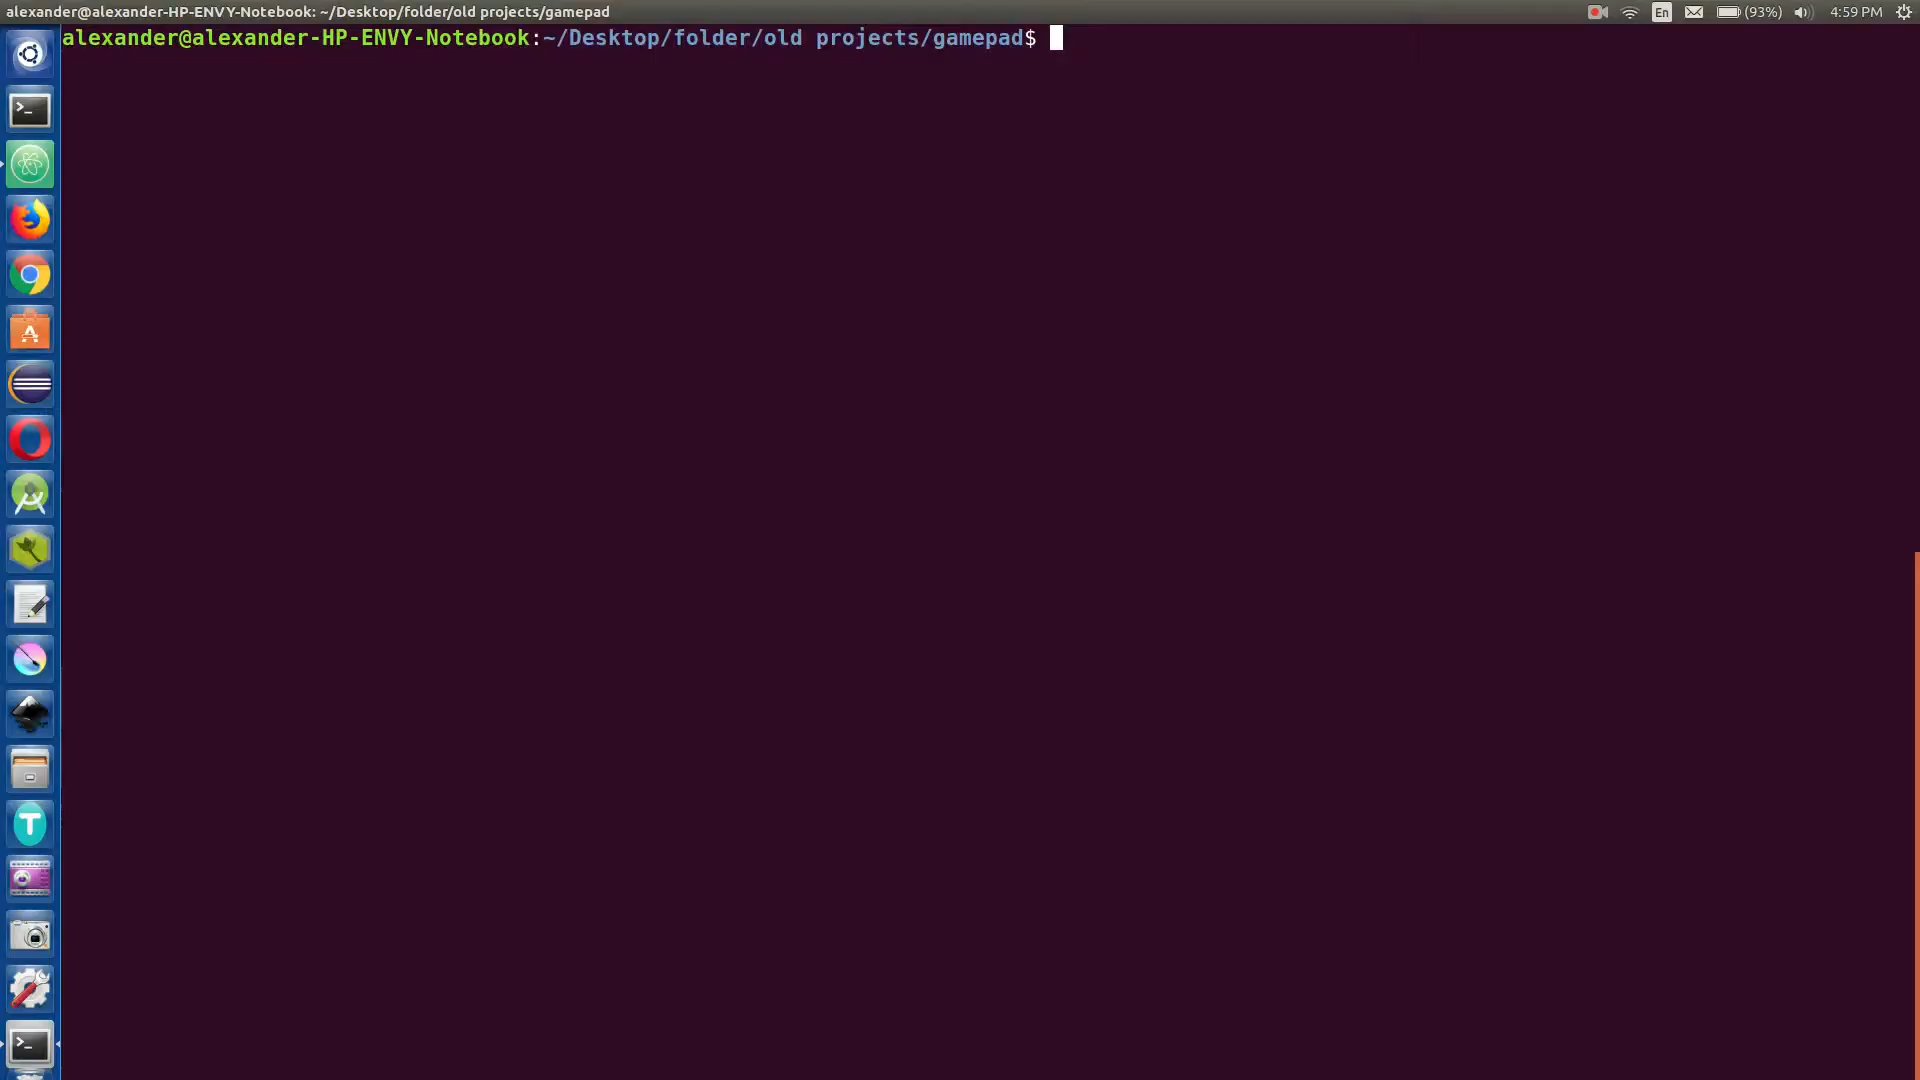 alexander@alexander-HP-ENVY-Notebook: ~/Desktop/folder/old projects/gamepad
En (93%) 4:59 PM
alexander@alexander-HP-ENVY-Notebook:~/Desktop/folder/old projects/gamepad$